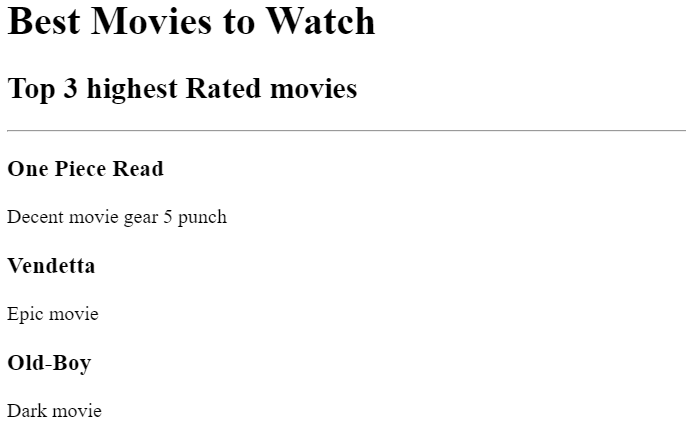 Best Movies to Watch
Top 3 highest Rated movies
One Piece Read
Decent movie gear 5 punch
Vendetta
Epic movie
Old-Boy
Dark movie